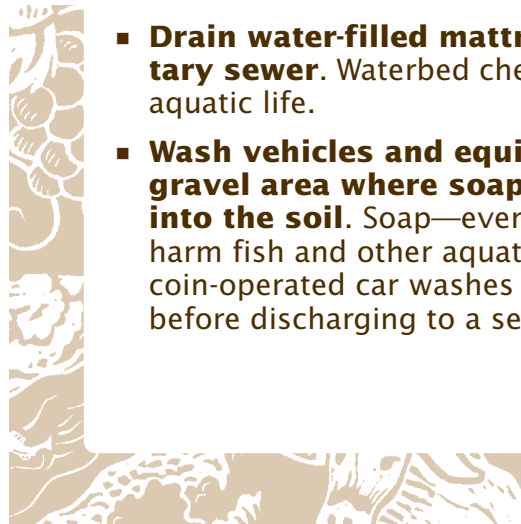 ▪ Drain water-filled mattr
tary sewer. Waterbed che
aquatic life.
▪ Wash vehicles and equi
gravel area where soap
into the soil. Soap—ever
harm fish and other aquat
coin-operated car washes
before discharging to a se